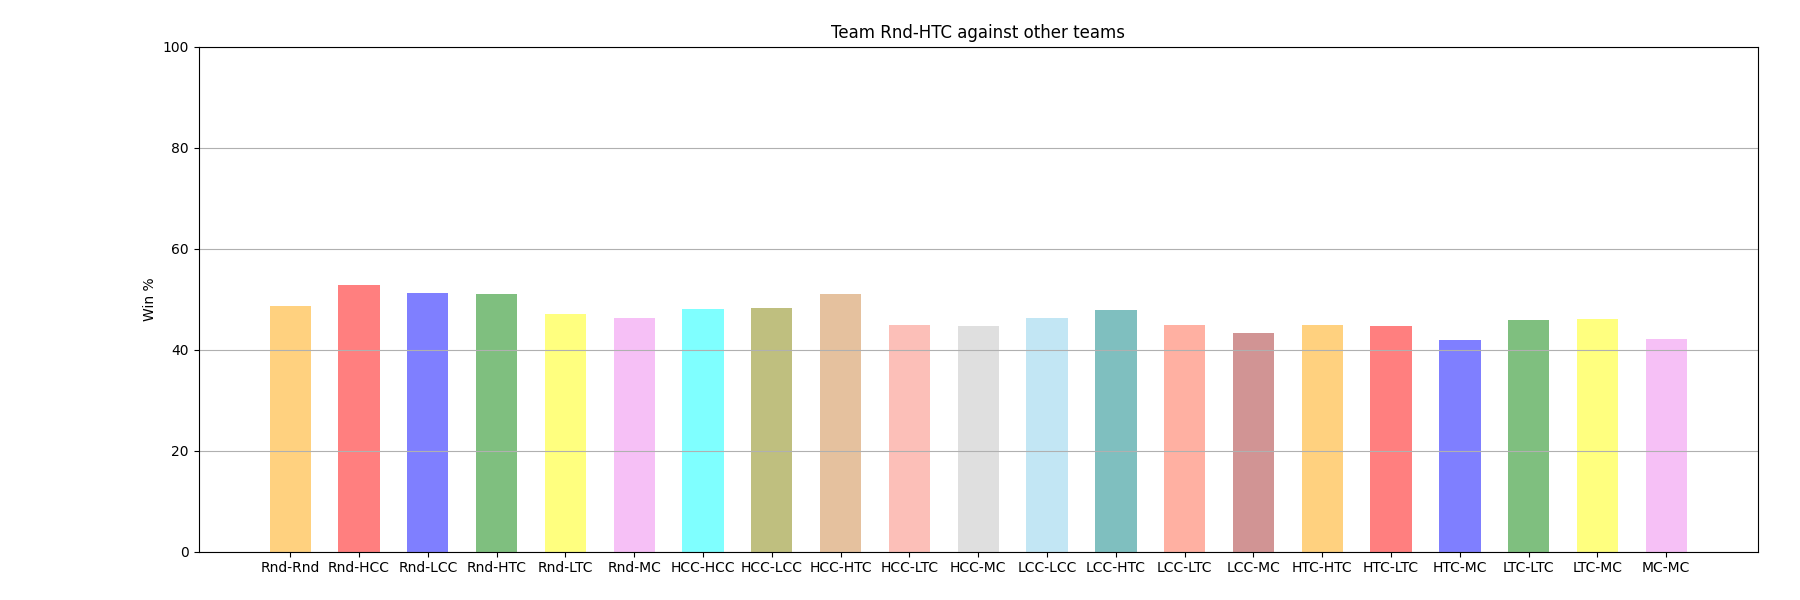 Team Rnd-HTC against other teams
100
80
60
40
20
0
Win %
Rnd-Rnd Rnd-HCC Rnd-LCC Rnd-HTC Rnd-LTC Rnd-MC HCC-HCC HCC-LCC HCC-HTC HCC-LTC HCC-MC LCC-LCC LCC-HTC LCC-LTC LCC-MC HTC-HTC HTC-LTC HTC-MC LTC-LTC LTC-MC MC-MC